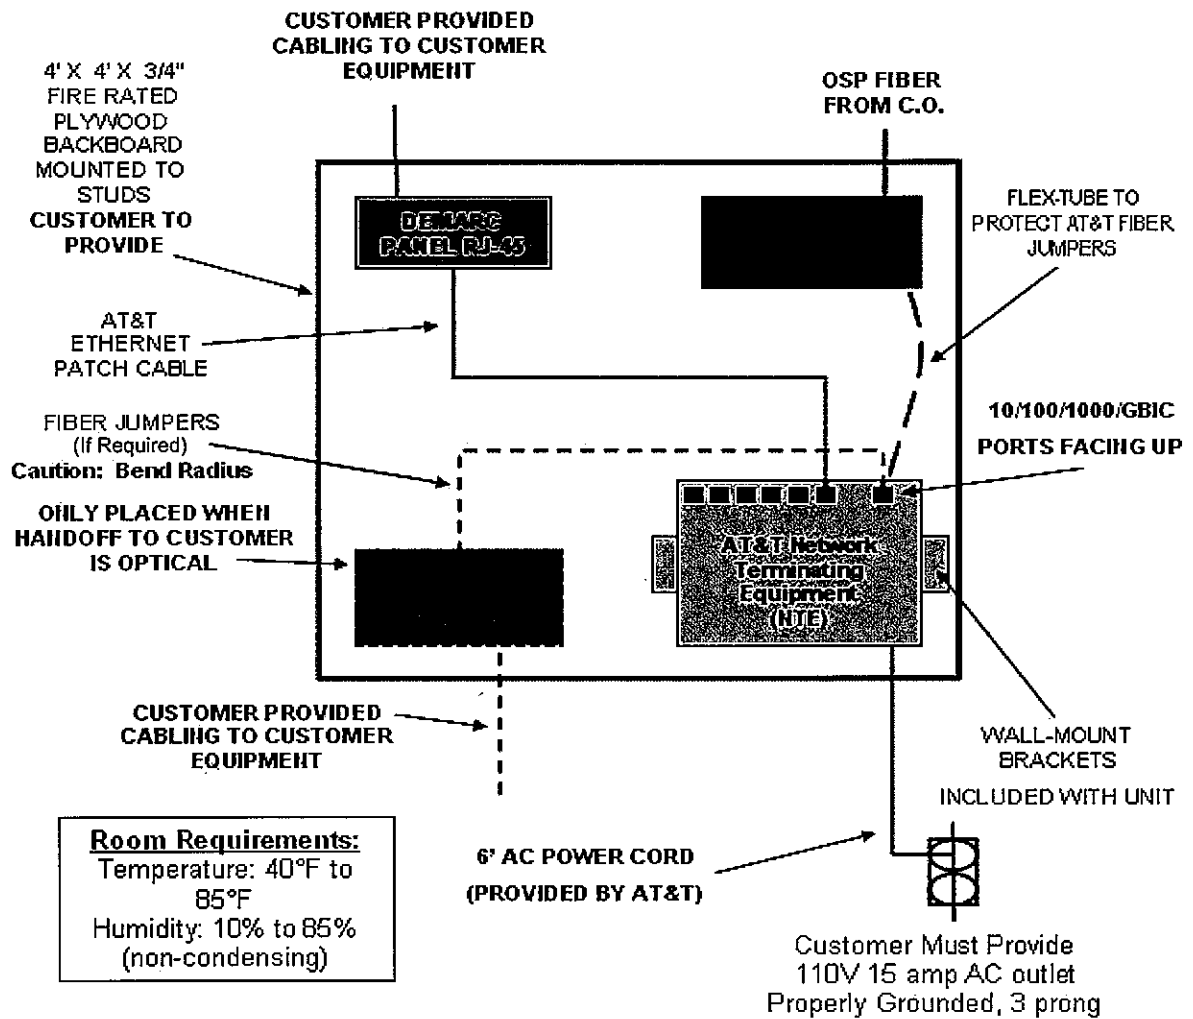 CUSTOMER PROVIDED
CABLING TO CUSTOMER
EQUIPMENT
4' X 4' X 3/4"
FIRE RATED
PLYWOOD
BACKBOARD
MOUNTED TO
STUDS
CUSTOMER TO
PROVIDE
OSP FIBER
FROM C.O.
DEMARC
PANEL RJ-45
FLEX-TUBE TO
PROTECT AT&T FIBER
JUMPERS
AT&T
ETHERNET
PATCH CABLE
FIBER JUMPERS
(If Required)
Caution: Bend Radius
10/100/1000/GBIC
PORTS FACING UP
ONLY PLACED WHEN
HANDOFF TO CUSTOMER
IS OPTICAL
AT&T Network
Terminating
Equipment
(NTE)
CUSTOMER PROVIDED
CABLING TO CUSTOMER
EQUIPMENT
WALL-MOUNT
BRACKETS
INCLUDED WITH UNIT
Room Requirements:
Temperature: 40°F to
85°F
Humidity: 10% to 85%
(non-condensing)
6' AC POWER CORD
(PROVIDED BY AT&T)
Customer Must Provide
110V 15 amp AC outlet
Properly Grounded, 3 prong